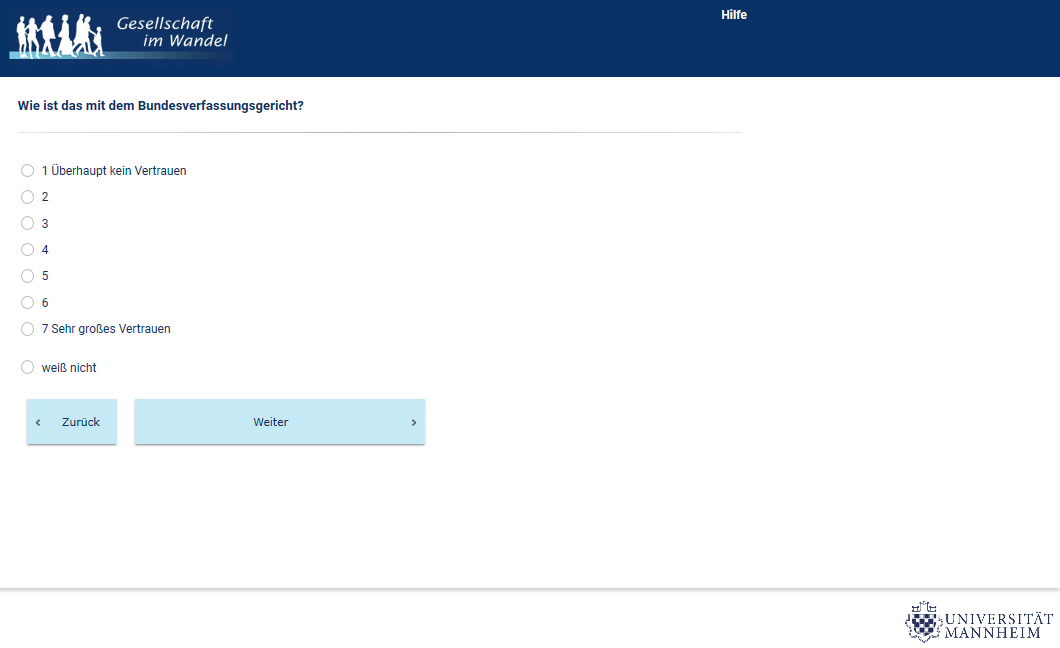 Gesellschaft
im Wandel
Hilfe
Wie ist das mit dem Bundesverfassungsgericht?
1 Überhaupt kein Vertrauen
2
3
4
5
6
7 Sehr großes Vertrauen
weiß nicht
‹ Zurück
Weiter ›
UNIVERSITÄT
MANNHEIM